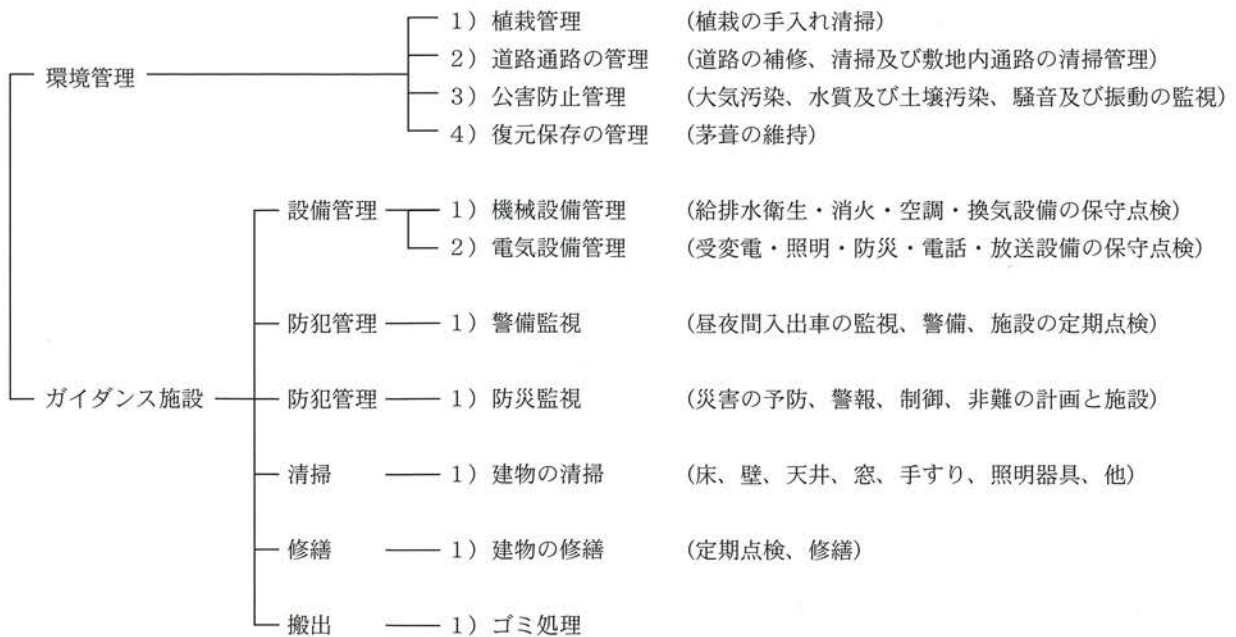 1）植栽管理 （植栽の手入れ清掃）
環境管理 2）道路通路の管理 （道路の補修、清掃及び敷地内通路の清掃管理）
3）公害防止管理 （大気汚染、水質及び土壌汚染、騒音及び振動の監視）
4）復元保存の管理 （茅葺の維持）
設備管理 1）機械設備管理 （給排水衛生・消火・空調・換気設備の保守点検）
2）電気設備管理 （受変電・照明・防災・電話・放送設備の保守点検）
防犯管理 1）警備監視 （昼夜間入出車の監視、警備、施設の定期点検）
ガイダンス施設 防犯管理 1）防災監視 （災害の予防、警報、制御、非難の計画と施設）
清掃 1）建物の清掃 （床、壁、天井、窓、手すり、照明器具、他）
修繕 1）建物の修繕 （定期点検、修繕）
搬出 1）ゴミ処理